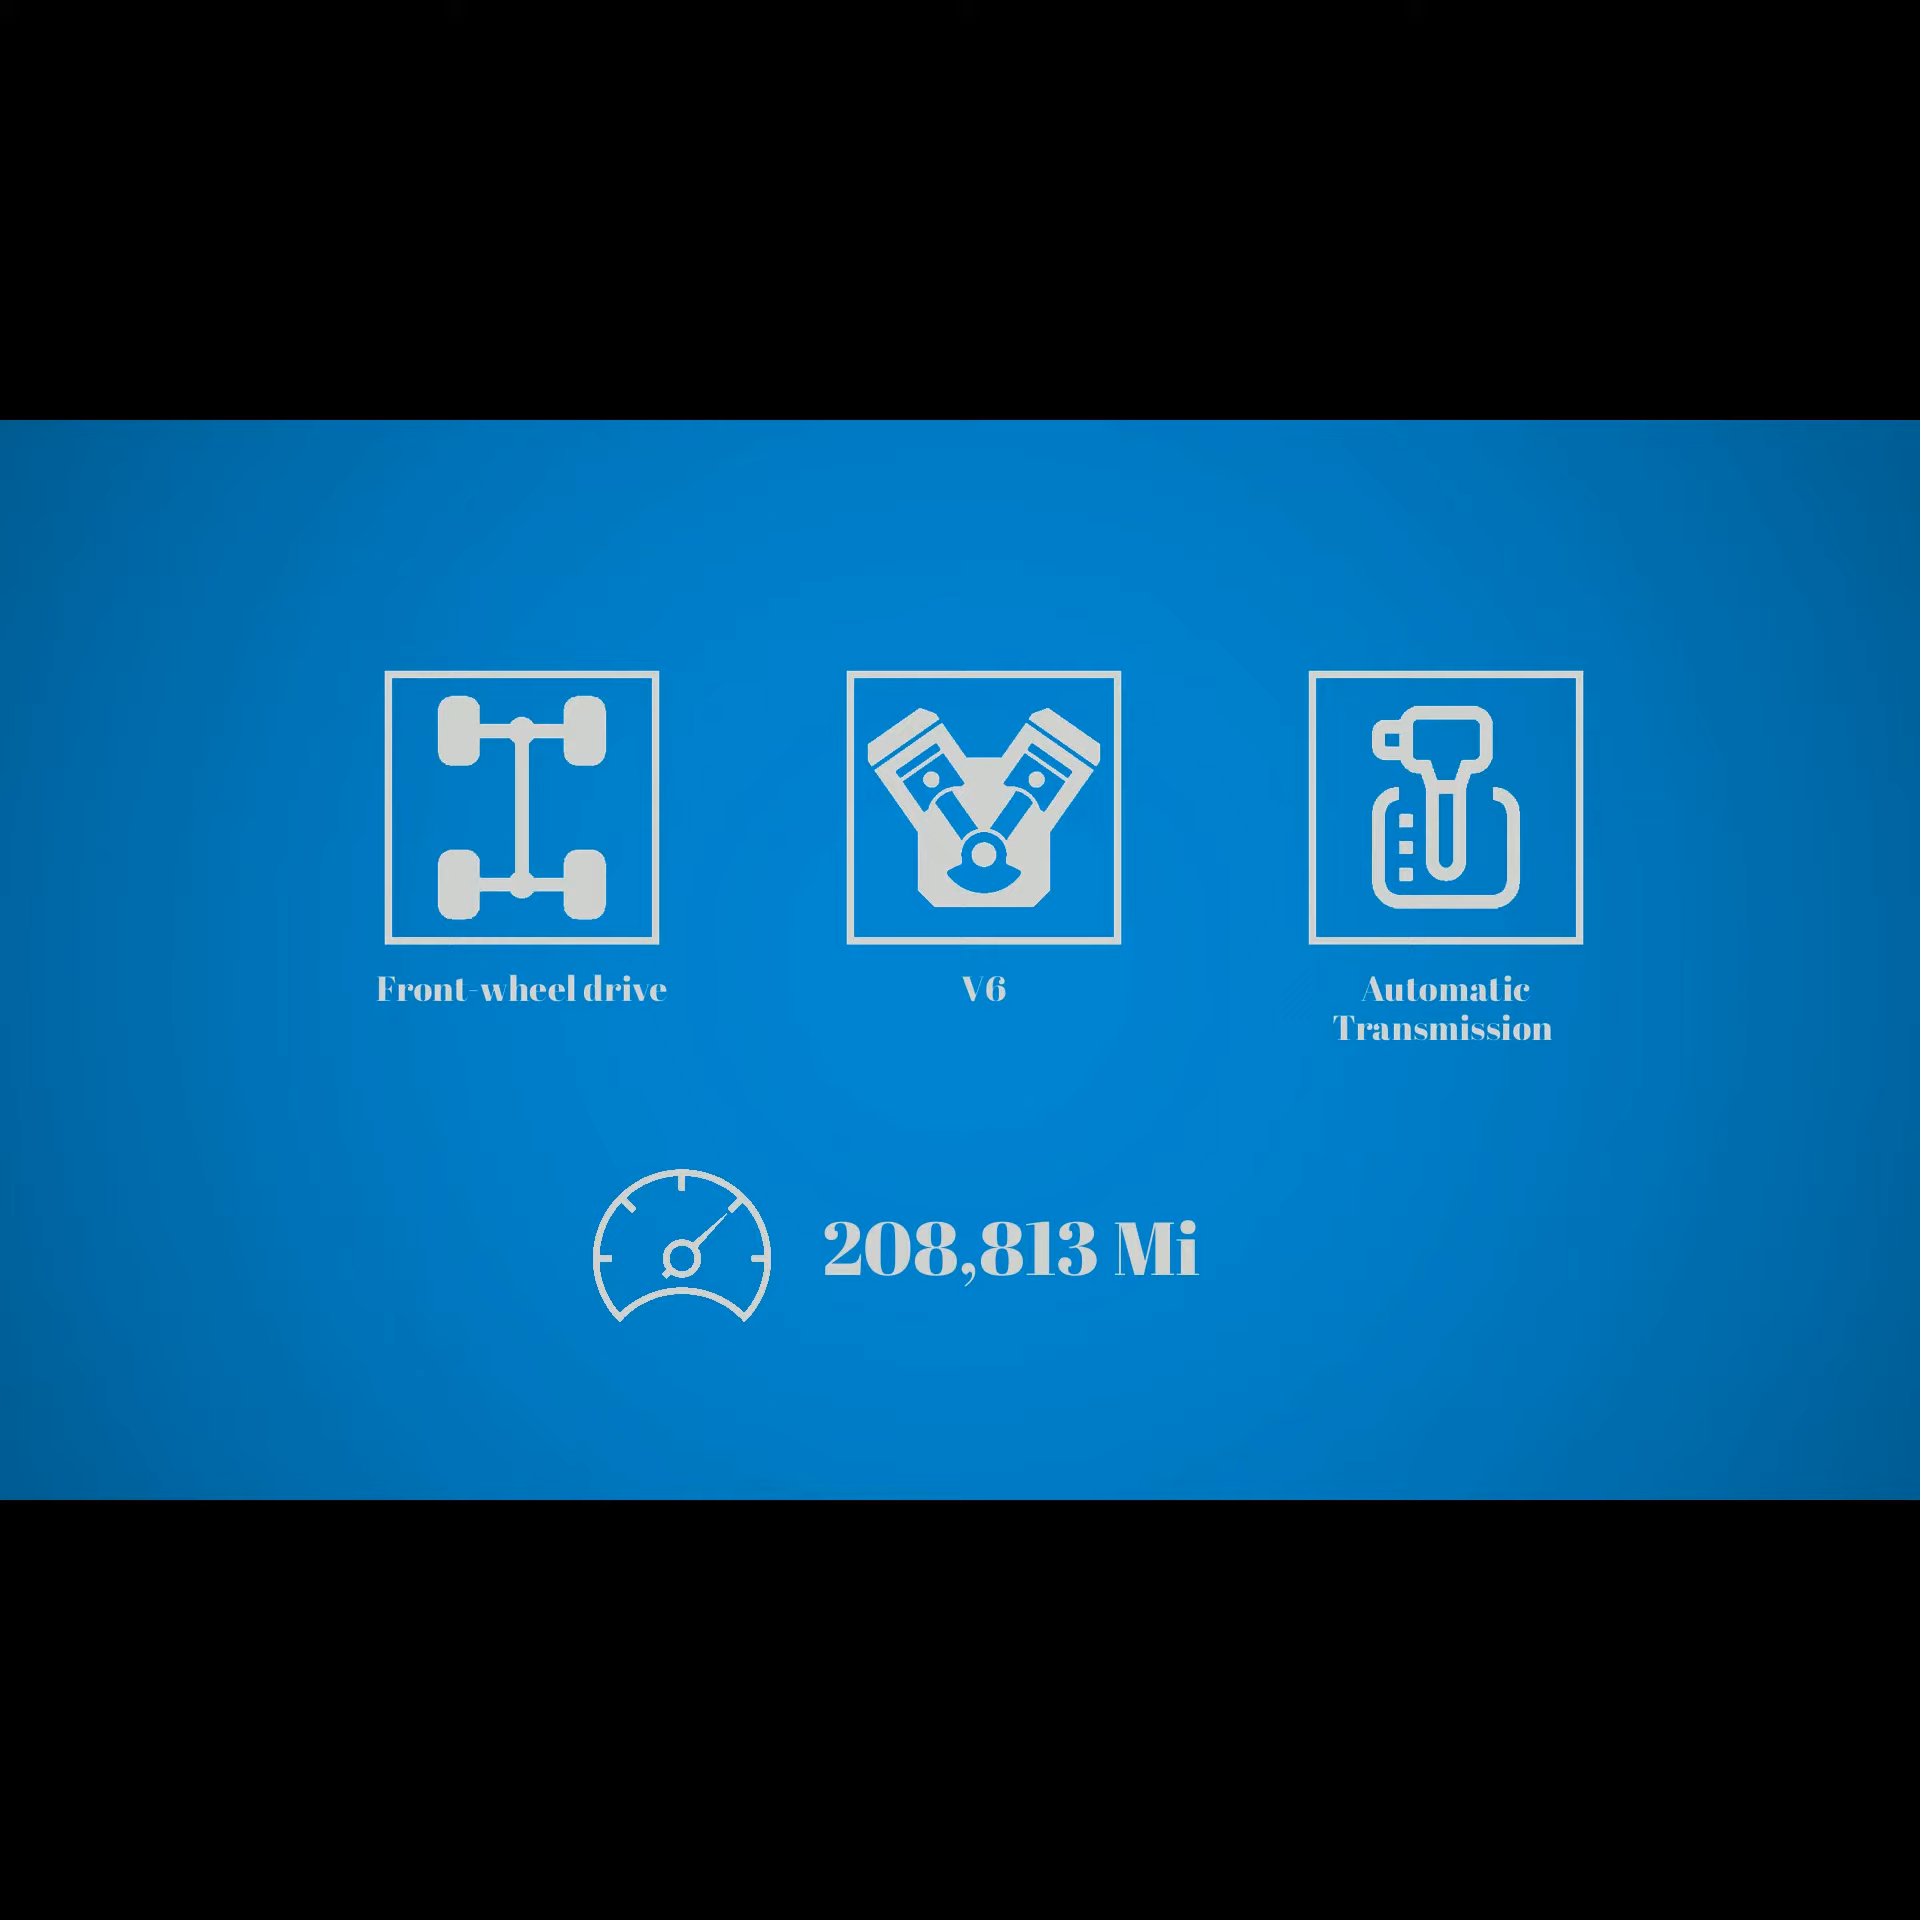 Front-wheel drive
V6
Automatic
Transmission
208,813 Mi